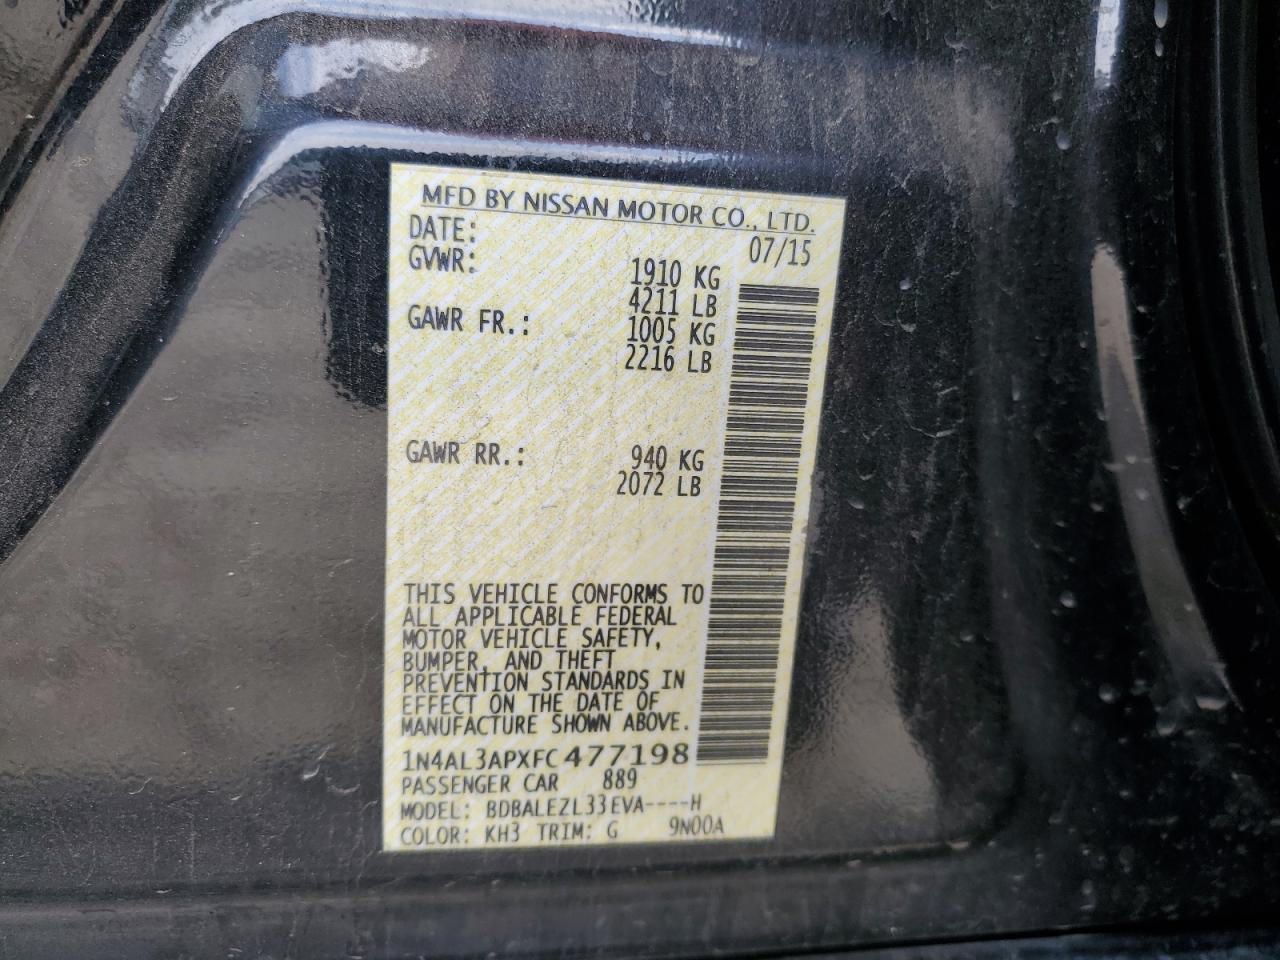 MFD BY NISSAN MOTOR CO., LTD.
DATE: 07/15
GVWR: 1910 KG
4211 LB
GAWR FR.: 1005 KG
2216 LB
GAWR RR.: 940 KG
2072 LB
THIS VEHICLE CONFORMS TO
ALL APPLICABLE FEDERAL
MOTOR VEHICLE SAFETY,
BUMPER, AND THEFT
PREVENTION STANDARDS IN
EFFECT ON THE DATE OF
MANUFACTURE SHOWN ABOVE.
1N4AL3APXFC477198
PASSENGER CAR 889
MODEL: BDBALEZL33EVA----H
COLOR: KH3 TRIM: G 9N00A